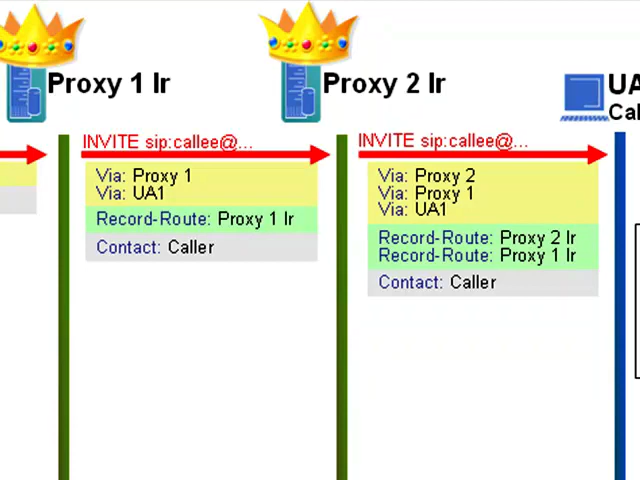 Proxy 1 lr
Proxy 2 lr
UA
Cal
INVITE sip:callee@...
Via: Proxy 1
Via: UA1
Record-Route: Proxy 1 lr
Contact: Caller
INVITE sip:callee@...
Via: Proxy 2
Via: Proxy 1
Via: UA1
Record-Route: Proxy 2 lr
Record-Route: Proxy 1 lr
Contact: Caller